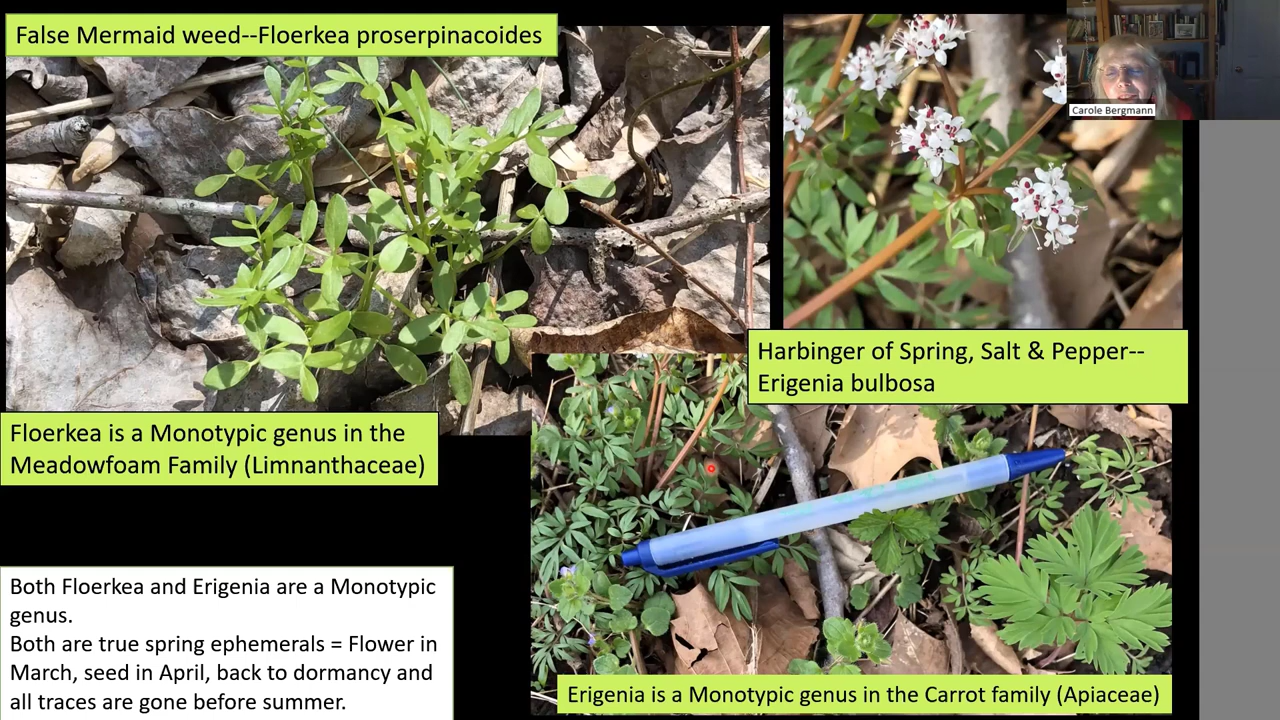 False Mermaid weed--Floerkea proserpinacoides
Carole Bergmann
Harbinger of Spring, Salt & Pepper--
Erigenia bulbosa
Floerkea is a Monotypic genus in the
Meadowfoam Family (Limnanthaceae)
Both Floerkea and Erigenia are a Monotypic
genus.
Both are true spring ephemerals = Flower in
March, seed in April, back to dormancy and
all traces are gone before summer.
Erigenia is a Monotypic genus in the Carrot family (Apiaceae)